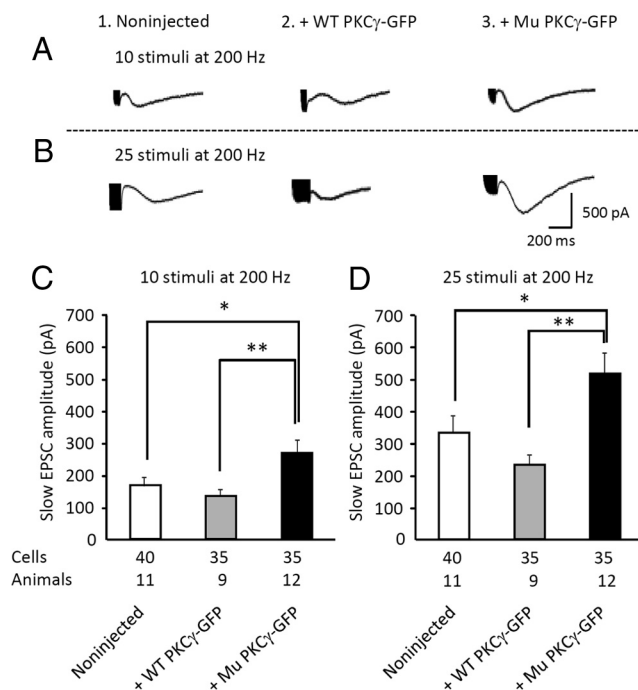 1. Noninjected 2. + WT PKCγ-GFP 3. + Mu PKCγ-GFP
A
10 stimuli at 200 Hz
B
25 stimuli at 200 Hz
500 pA
200 ms
C
10 stimuli at 200 Hz
Slow EPSC amplitude (pA)
700
600
500
400
300
200
100
0
*
**
Cells 40 35 35
Animals 11 9 12
Noninjected
+ WT PKCγ-GFP
+ Mu PKCγ-GFP
D
25 stimuli at 200 Hz
Slow EPSC amplitude (pA)
700
600
500
400
300
200
100
0
*
**
40 35 35
11 9 12
Noninjected
+ WT PKCγ-GFP
+ Mu PKCγ-GFP